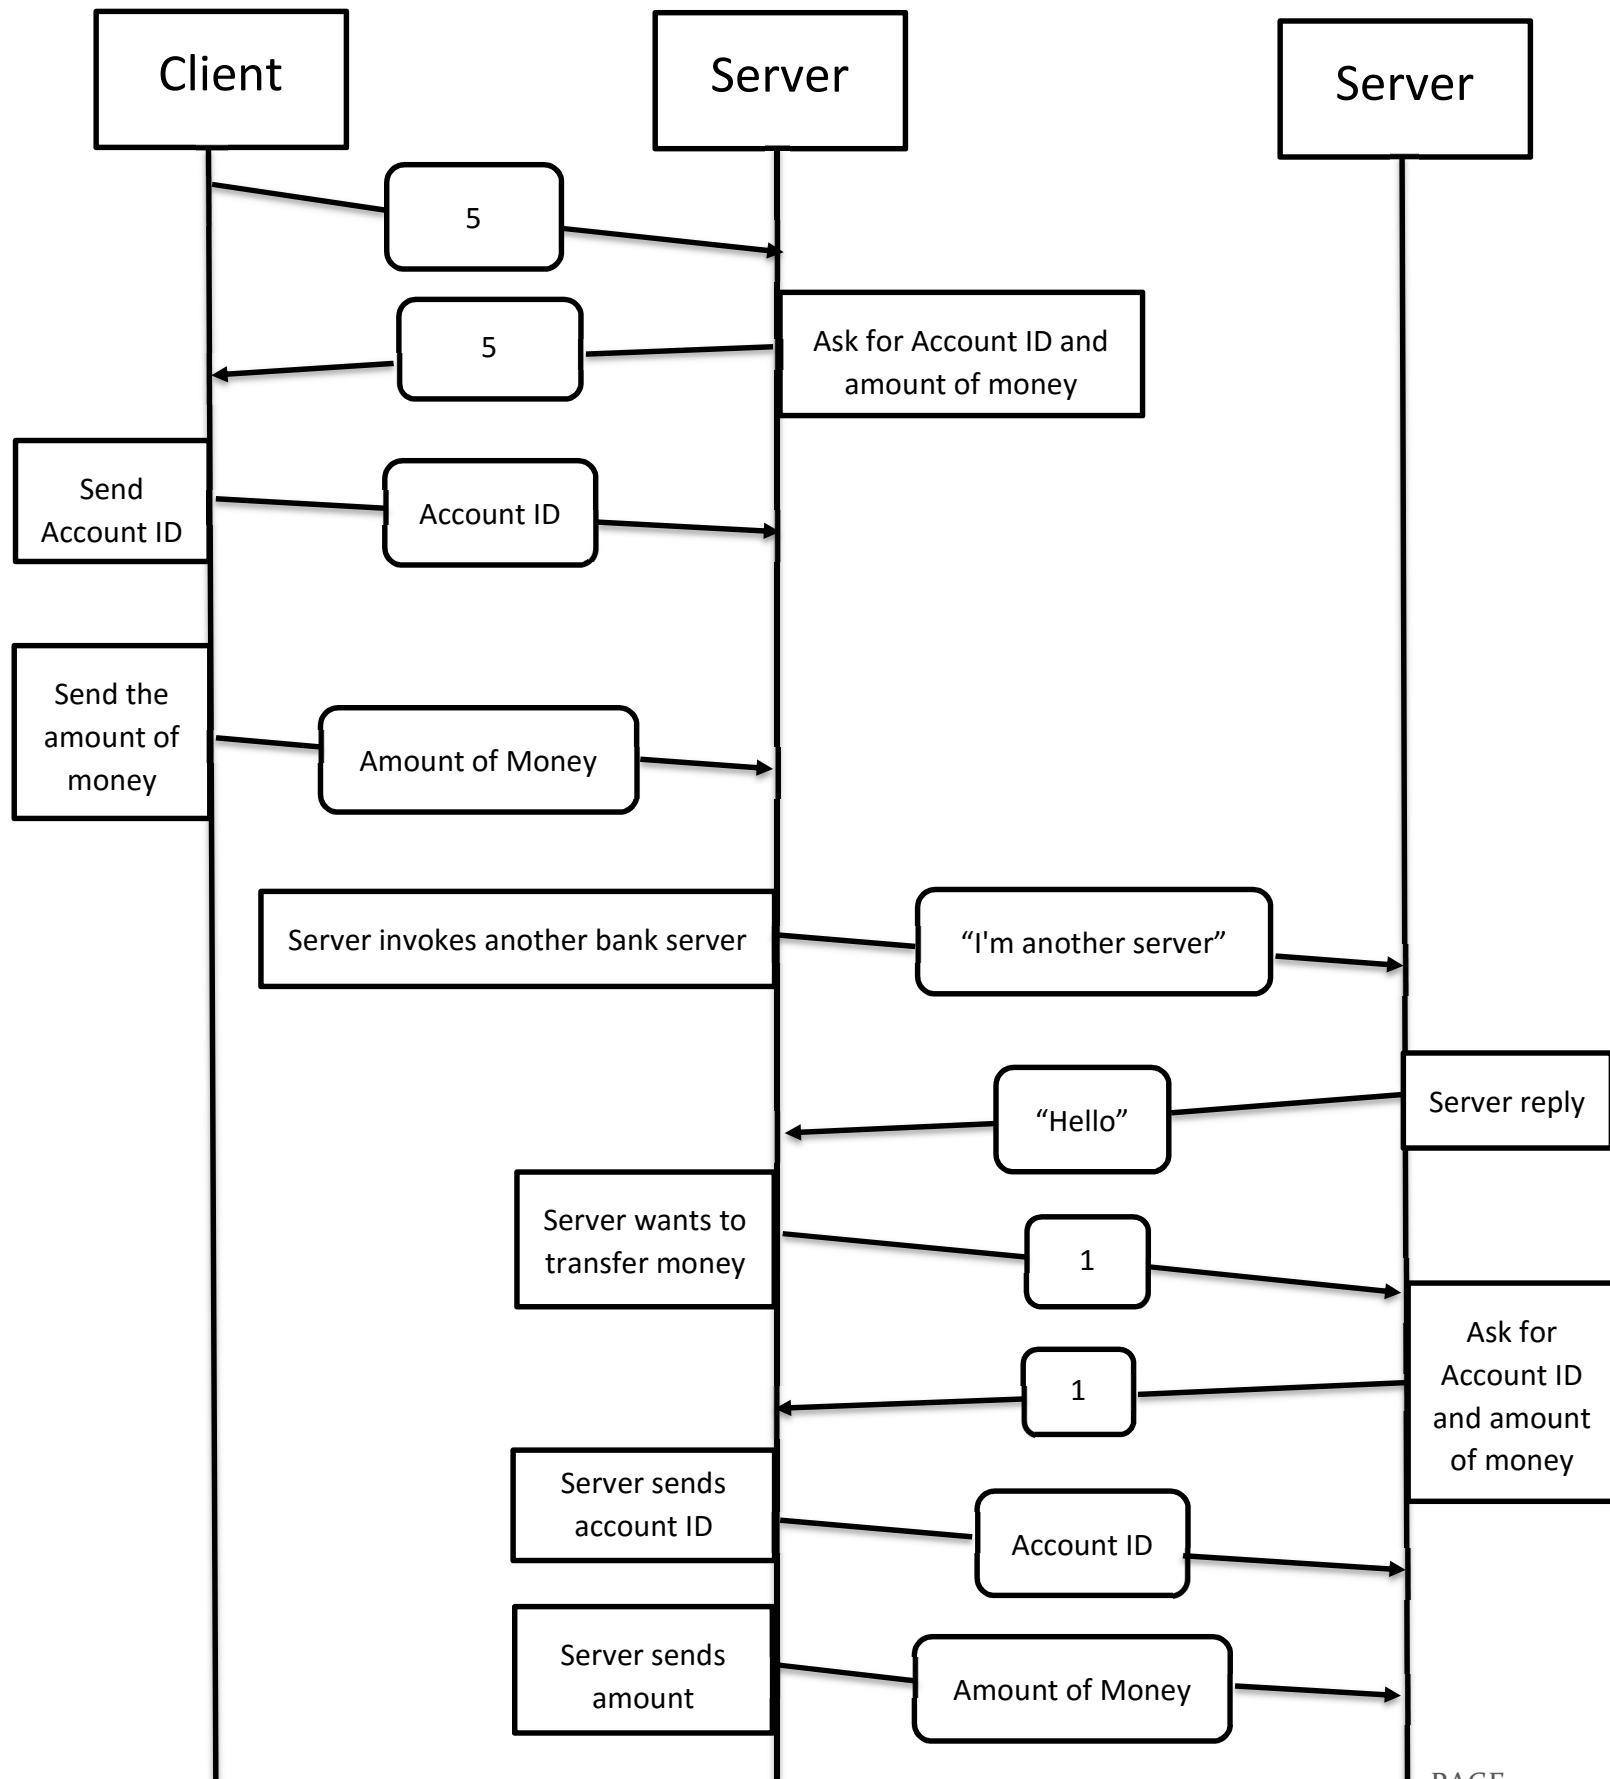 Client
Server
Server
5
5
Ask for Account ID and
amount of money
Send
Account ID
Account ID
Send the
amount of
money
Amount of Money
Server invokes another bank server
“I'm another server”
Server reply
“Hello”
Server wants to
transfer money
1
Ask for
Account ID
and amount
of money
1
Server sends
account ID
Account ID
Server sends
amount
Amount of Money
PAGE